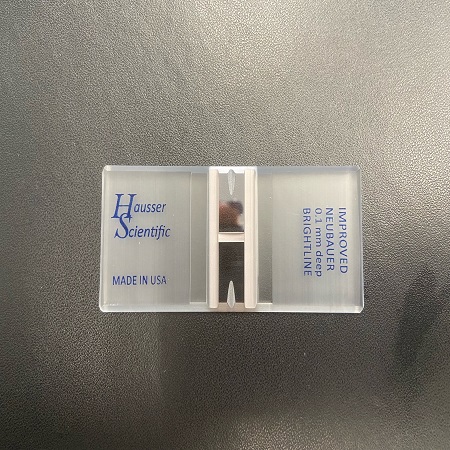 Hausser
Scientific
MADE IN USA
IMPROVED
NEUBAUER
0.1 mm deep
BRIGHTLINE